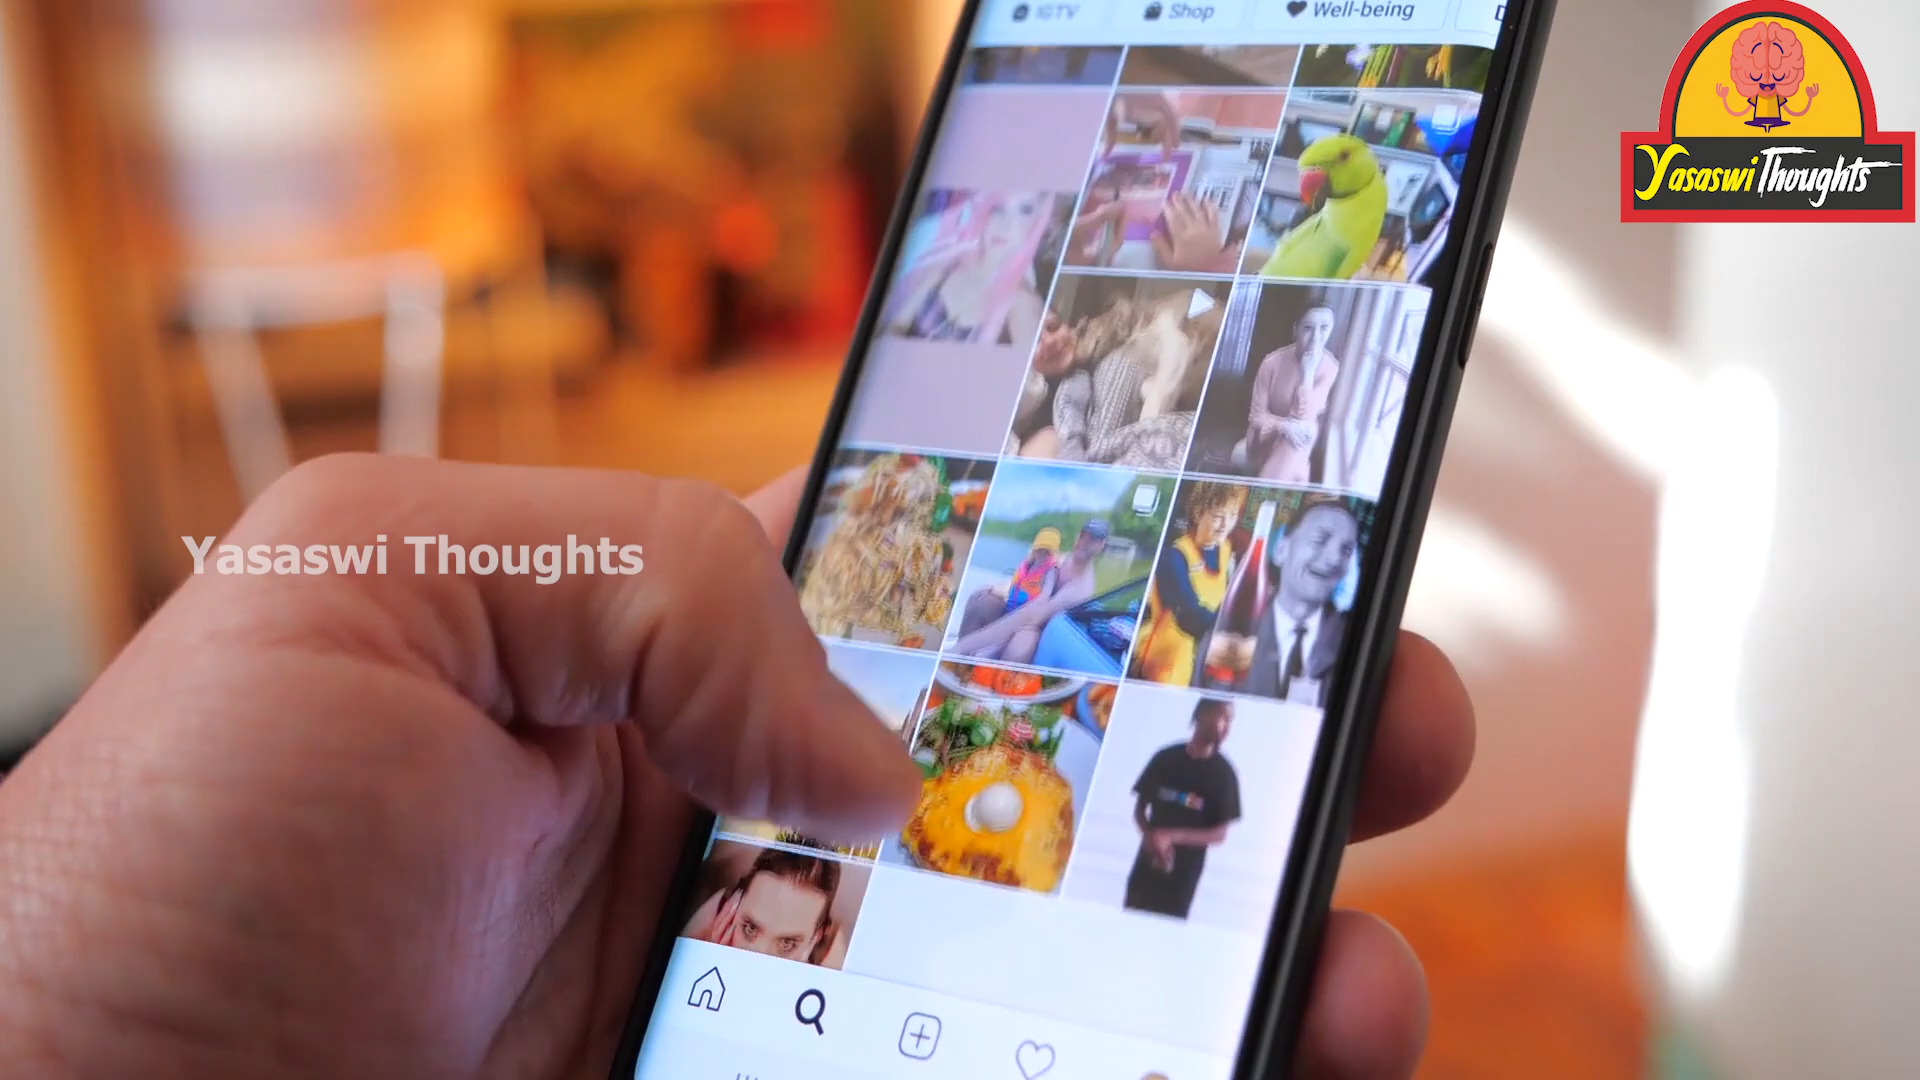 IGTV
Shop
Well-being
Yasaswi Thoughts
Yasaswi Thoughts